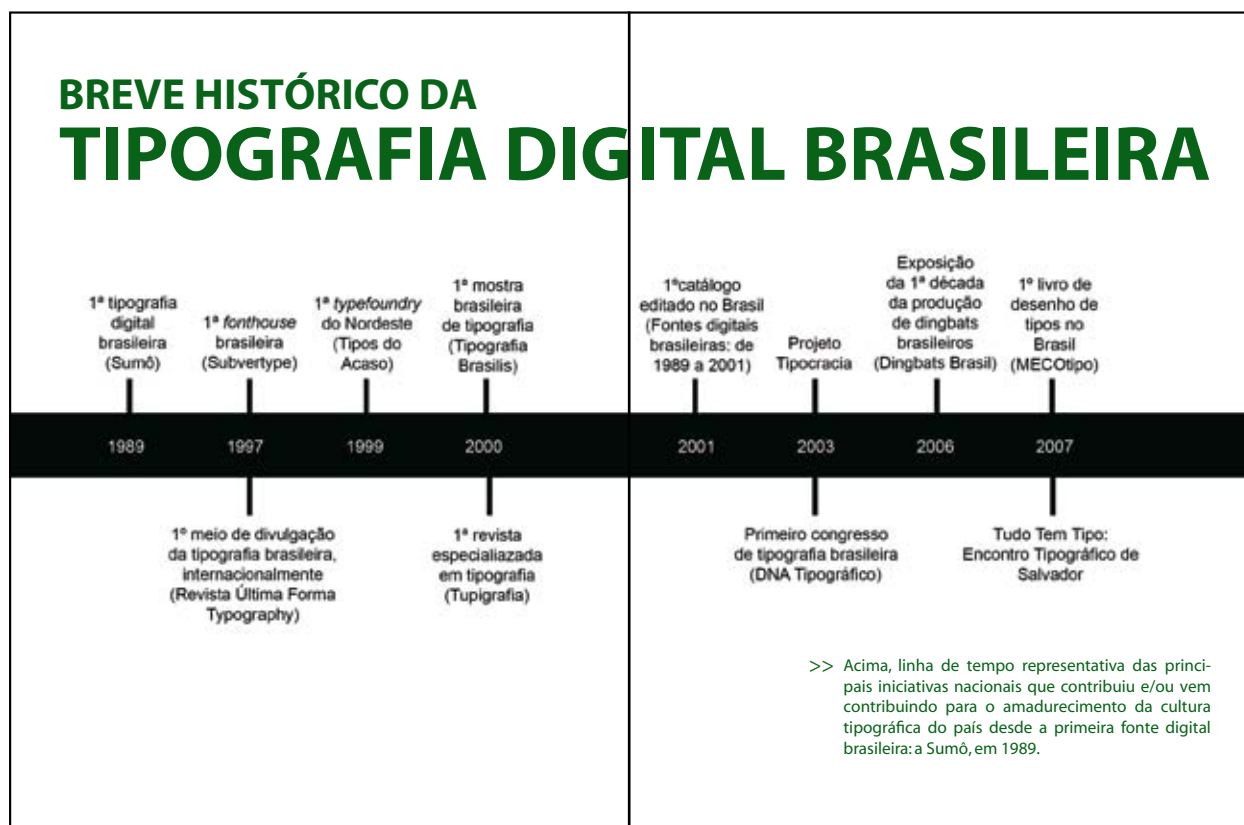 BREVE HISTÓRICO DA
TIPOGRAFIA DIGITAL BRASILEIRA
1ª tipografia
digital
brasileira
(Sumô)
1ª fonthouse
brasileira
(Subvertype)
1ª typefoundry
do Nordeste
(Tipos do
Acaso)
1ª mostra
brasileira
de tipografia
(Tipografia
Brasilis)
1ºcatálogo
editado no Brasil
(Fontes digitais
brasileiras: de
1989 a 2001)
Projeto
Tipocracia
Exposição
da 1ª década
da produção
de dingbats
brasileiros
(Dingbats Brasil)
1º livro de
desenho de
tipos no
Brasil
(MECOtipo)
1989 1997 1999 2000 2001 2003 2006 2007
1º meio de divulgação
da tipografia brasileira,
internacionalmente
(Revista Última Forma
Typography)
1ª revista
especialiazada
em tipografia
(Tupigrafia)
Primeiro congresso
de tipografia brasileira
(DNA Tipográfico)
Tudo Tem Tipo:
Encontro Tipográfico de
Salvador
>> Acima, linha de tempo representativa das princi-
pais iniciativas nacionais que contribuiu e/ou vem
contribuindo para o amadurecimento da cultura
tipográfica do país desde a primeira fonte digital
brasileira: a Sumô, em 1989.